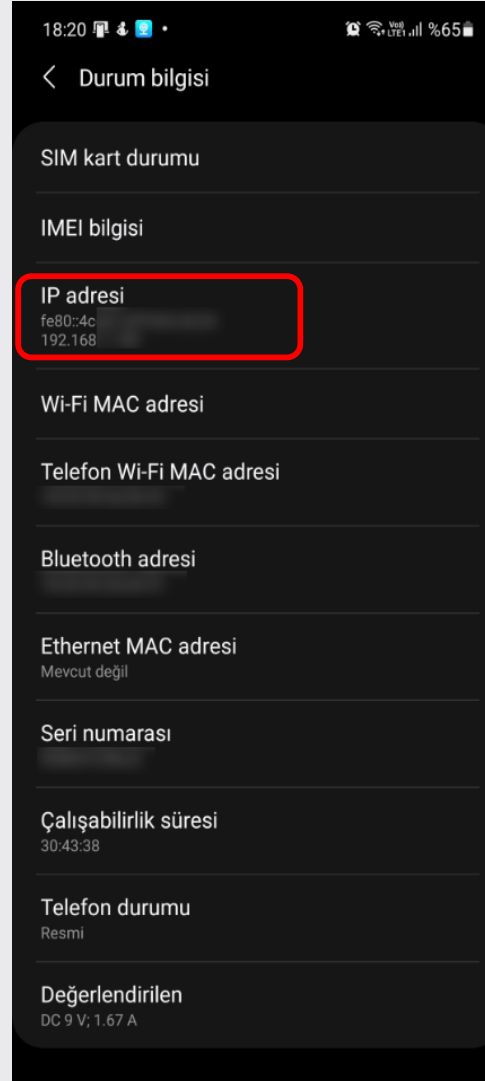 18:20 %65
Durum bilgisi
SIM kart durumu
IMEI bilgisi
IP adresi
fe80::4c
192.168
Wi-Fi MAC adresi
Telefon Wi-Fi MAC adresi
Bluetooth adresi
Ethernet MAC adresi
Mevcut değil
Seri numarası
Çalışabilirlik süresi
30:43:38
Telefon durumu
Resmi
Değerlendirilen
DC 9 V; 1.67 A